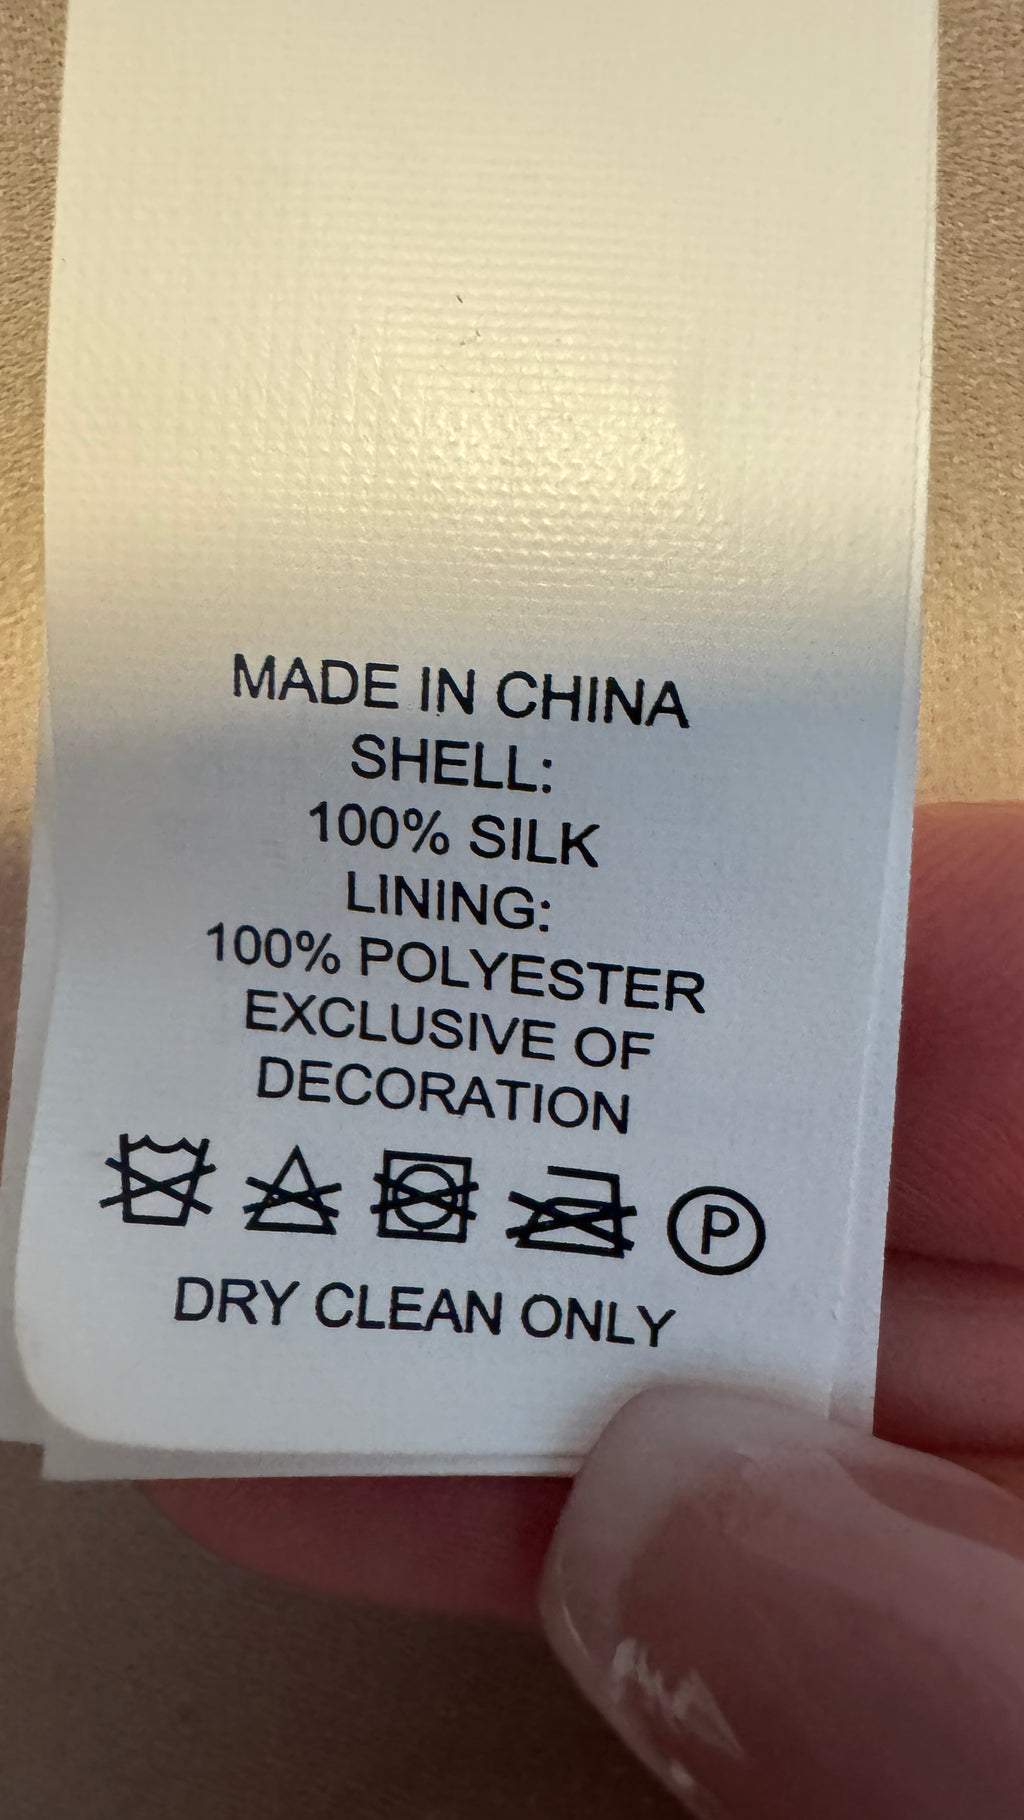 MADE IN CHINA
SHELL:
100% SILK
LINING:
100% POLYESTER
EXCLUSIVE OF
DECORATION
P
DRY CLEAN ONLY